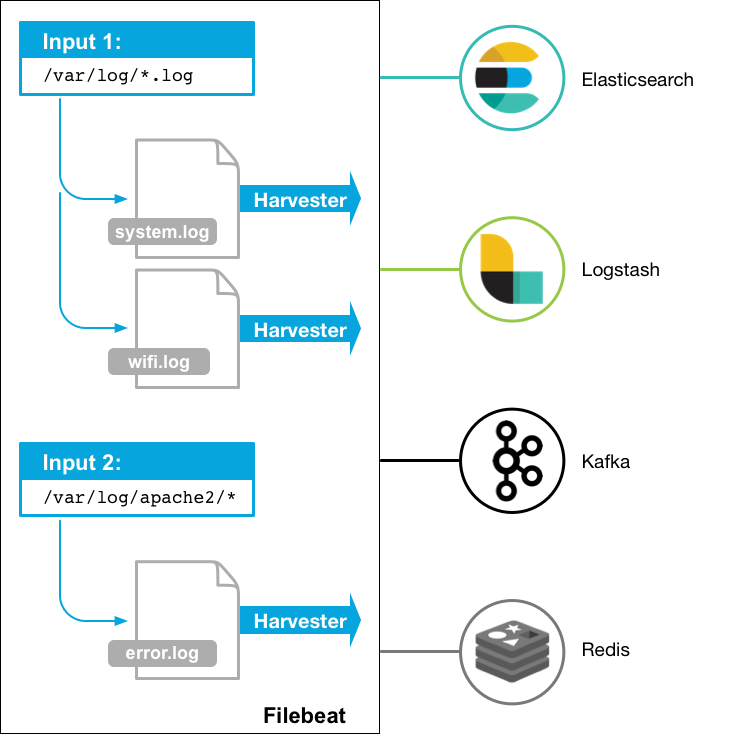 Input 1:
/var/log/*.log
system.log
Harvester
wifi.log
Harvester
Input 2:
/var/log/apache2/*
error.log
Harvester
Filebeat
Elasticsearch
Logstash
Kafka
Redis